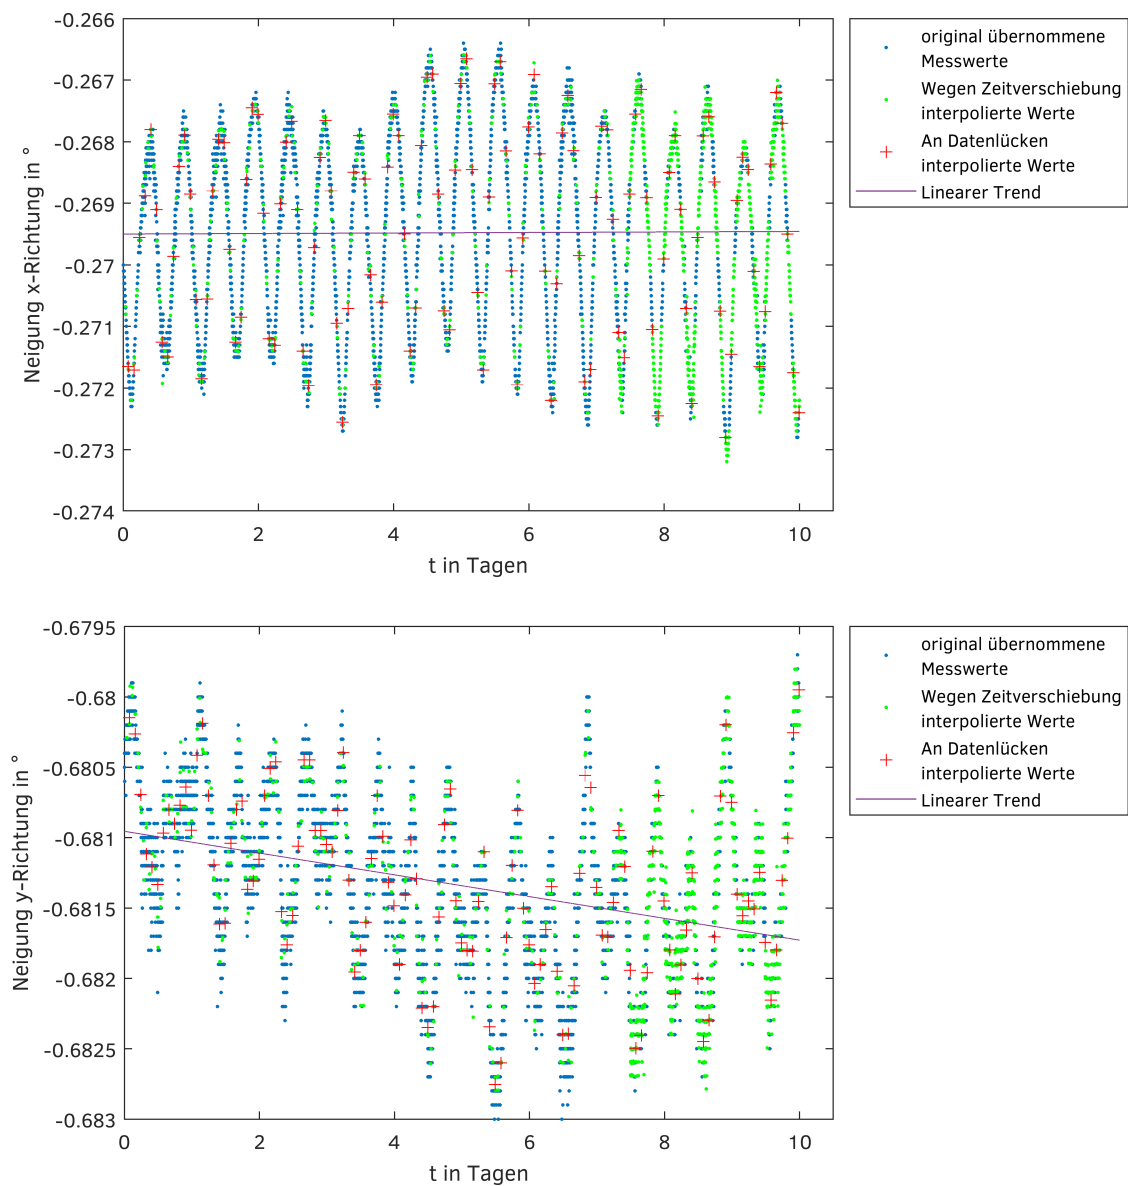 -0.266
-0.267
-0.268
-0.269
-0.27
-0.271
-0.272
-0.273
-0.274
Neigung x-Richtung in °
0 2 4 6 8 10
t in Tagen
original übernommene
Messwerte
Wegen Zeitverschiebung
interpolierte Werte
An Datenlücken
interpolierte Werte
Linearer Trend
-0.6795
-0.68
-0.6805
-0.681
-0.6815
-0.682
-0.6825
-0.683
Neigung y-Richtung in °
0 2 4 6 8 10
t in Tagen
original übernommene
Messwerte
Wegen Zeitverschiebung
interpolierte Werte
An Datenlücken
interpolierte Werte
Linearer Trend